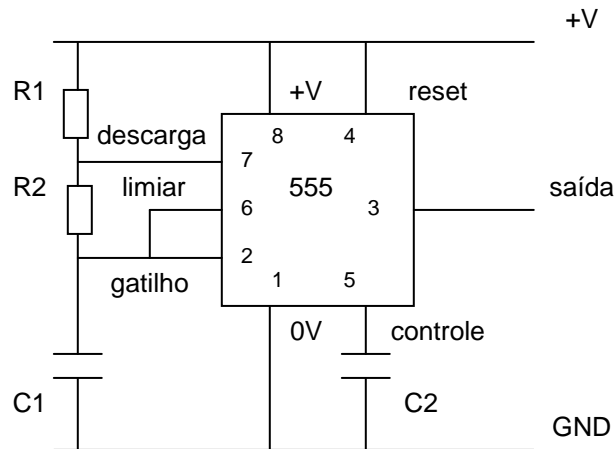 +V
R1
+V
reset
descarga
8
4
7
R2
limiar
555
saída
6
3
2
gatilho
1
5
0V
controle
C1
C2
GND